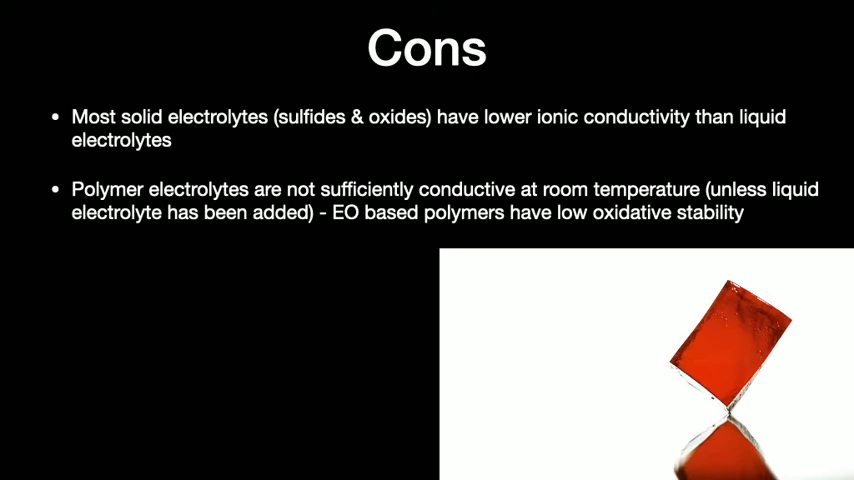 Cons
• Most solid electrolytes (sulfides & oxides) have lower ionic conductivity than liquid
electrolytes
• Polymer electrolytes are not sufficiently conductive at room temperature (unless liquid
electrolyte has been added) - EO based polymers have low oxidative stability